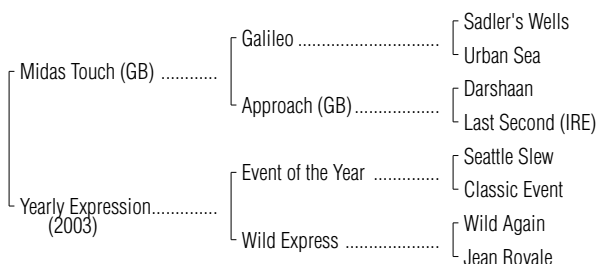 Sadler's Wells
Galileo ..............................
Urban Sea
Midas Touch (GB) ............
Darshaan
Approach (GB)..................
Last Second (IRE)
Seattle Slew
Event of the Year ..............
Classic Event
Yearly Expression..............
(2003)
Wild Again
Wild Express ....................
Jean Royale